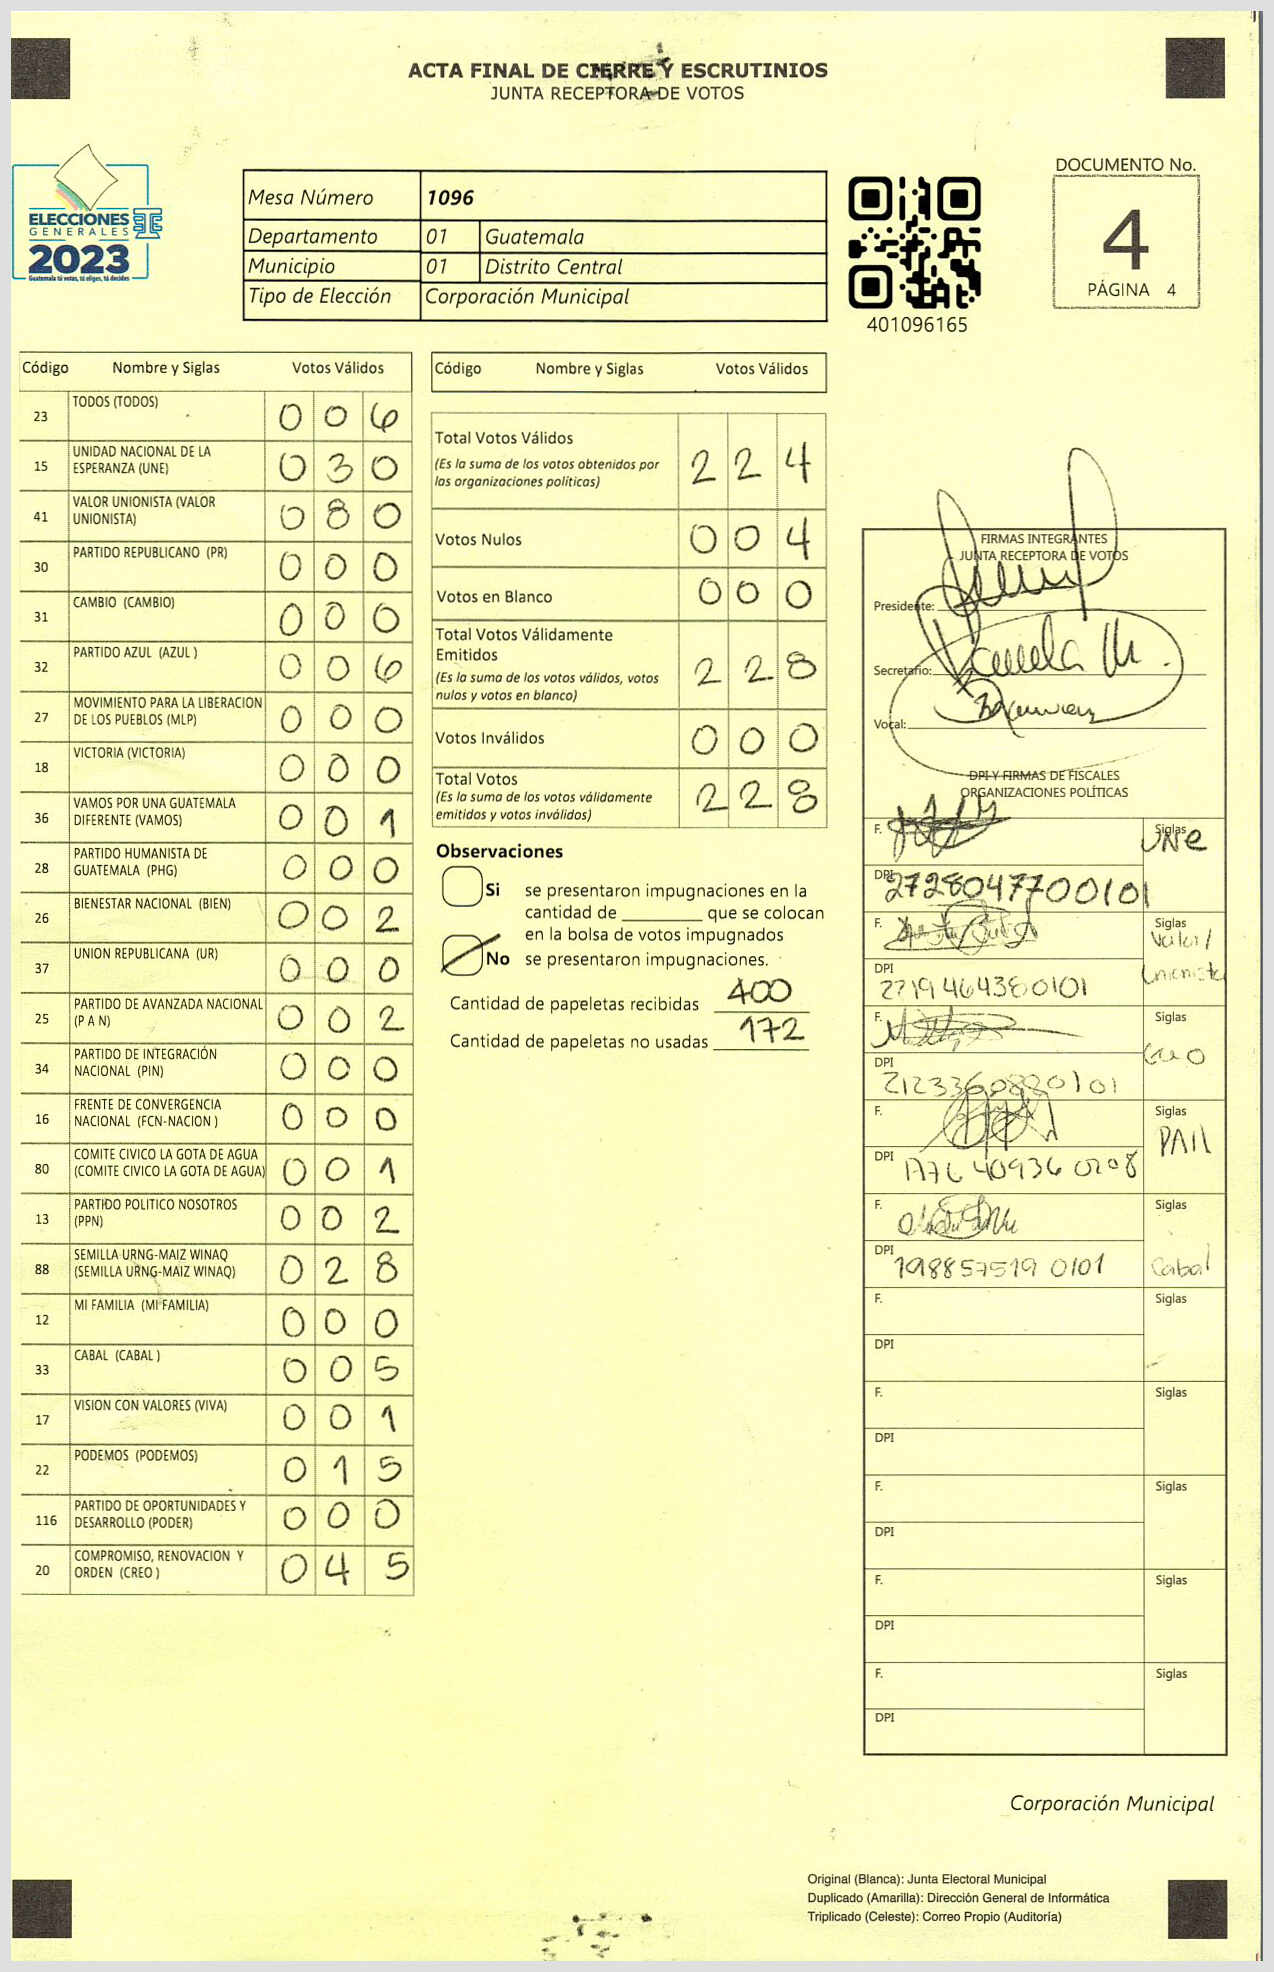 ACTA FINAL DE CIERRE Y ESCRUTINIOS
JUNTA RECEPTORA DE VOTOS
ELECCIONES
GENERALES
2023
Guatemala tú votas, tú eliges, tú decides
Mesa Número 1096
Departamento 01 Guatemala
Municipio 01 Distrito Central
Tipo de Elección Corporación Municipal
401096165
DOCUMENTO No.
4
PÁGINA 4
Código Nombre y Siglas Votos Válidos
23 TODOS (TODOS) 0 0 6
15 UNIDAD NACIONAL DE LA ESPERANZA (UNE) 0 3 0
41 VALOR UNIONISTA (VALOR UNIONISTA) 0 8 0
30 PARTIDO REPUBLICANO (PR) 0 0 0
31 CAMBIO (CAMBIO) 0 0 0
32 PARTIDO AZUL (AZUL ) 0 0 6
27 MOVIMIENTO PARA LA LIBERACION DE LOS PUEBLOS (MLP) 0 0 0
18 VICTORIA (VICTORIA) 0 0 0
36 VAMOS POR UNA GUATEMALA DIFERENTE (VAMOS) 0 0 1
28 PARTIDO HUMANISTA DE GUATEMALA (PHG) 0 0 0
26 BIENESTAR NACIONAL (BIEN) 0 0 2
37 UNION REPUBLICANA (UR) 0 0 0
25 PARTIDO DE AVANZADA NACIONAL (P A N) 0 0 2
34 PARTIDO DE INTEGRACIÓN NACIONAL (PIN) 0 0 0
16 FRENTE DE CONVERGENCIA NACIONAL (FCN-NACION ) 0 0 0
80 COMITE CIVICO LA GOTA DE AGUA (COMITE CIVICO LA GOTA DE AGUA) 0 0 1
13 PARTIDO POLITICO NOSOTROS (PPN) 0 0 2
88 SEMILLA URNG-MAIZ WINAQ (SEMILLA URNG-MAIZ WINAQ) 0 2 8
12 MI FAMILIA (MI FAMILIA) 0 0 0
33 CABAL (CABAL ) 0 0 5
17 VISION CON VALORES (VIVA) 0 0 1
22 PODEMOS (PODEMOS) 0 1 5
116 PARTIDO DE OPORTUNIDADES Y DESARROLLO (PODER) 0 0 0
20 COMPROMISO, RENOVACION Y ORDEN (CREO ) 0 4 5
Código Nombre y Siglas Votos Válidos
Total Votos Válidos 2 2 4
(Es la suma de los votos obtenidos por
las organizaciones políticas)
Votos Nulos 0 0 4
Votos en Blanco 0 0 0
Total Votos Válidamente
Emitidos 2 2 8
(Es la suma de los votos válidos, votos
nulos y votos en blanco)
Votos Inválidos 0 0 0
Total Votos 2 2 8
(Es la suma de los votos válidamente
emitidos y votos inválidos)
Observaciones
Si se presentaron impugnaciones en la
cantidad de ________ que se colocan
en la bolsa de votos impugnados
No se presentaron impugnaciones.
Cantidad de papeletas recibidas 400
Cantidad de papeletas no usadas 172
FIRMAS INTEGRANTES
JUNTA RECEPTORA DE VOTOS
Presidente:
Secretario:
Vocal:
DPI Y FIRMAS DE FISCALES
ORGANIZACIONES POLÍTICAS
F. Siglas UNE
DPI 2728047700101
F. Siglas Valor/ Unionista
DPI
F. Siglas
DPI
F. Siglas PAN
DPI
F. Siglas Cabal
DPI 198857519 0101
F. Siglas
DPI
F. Siglas
DPI
F. Siglas
DPI
F. Siglas
DPI
F. Siglas
DPI
Corporación Municipal
Original (Blanca): Junta Electoral Municipal
Duplicado (Amarilla): Dirección General de Informática
Triplicado (Celeste): Correo Propio (Auditoría)